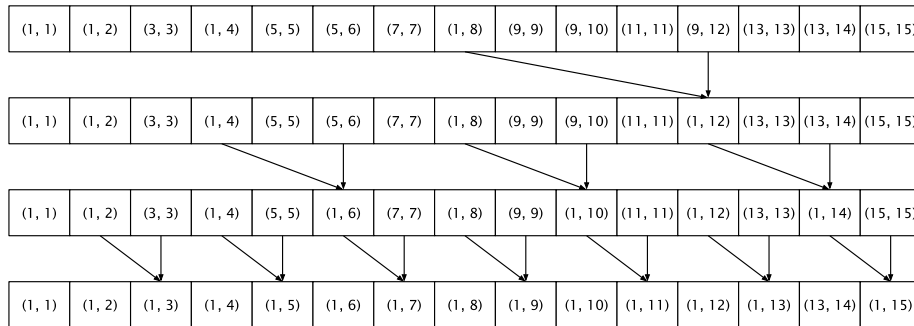 (1, 1) (1, 2) (3, 3) (1, 4) (5, 5) (5, 6) (7, 7) (1, 8) (9, 9) (9, 10) (11, 11) (9, 12) (13, 13) (13, 14) (15, 15)
(1, 1) (1, 2) (3, 3) (1, 4) (5, 5) (5, 6) (7, 7) (1, 8) (9, 9) (9, 10) (11, 11) (1, 12) (13, 13) (13, 14) (15, 15)
(1, 1) (1, 2) (3, 3) (1, 4) (5, 5) (1, 6) (7, 7) (1, 8) (9, 9) (1, 10) (11, 11) (1, 12) (13, 13) (1, 14) (15, 15)
(1, 1) (1, 2) (1, 3) (1, 4) (1, 5) (1, 6) (1, 7) (1, 8) (1, 9) (1, 10) (1, 11) (1, 12) (1, 13) (13, 14) (1, 15)